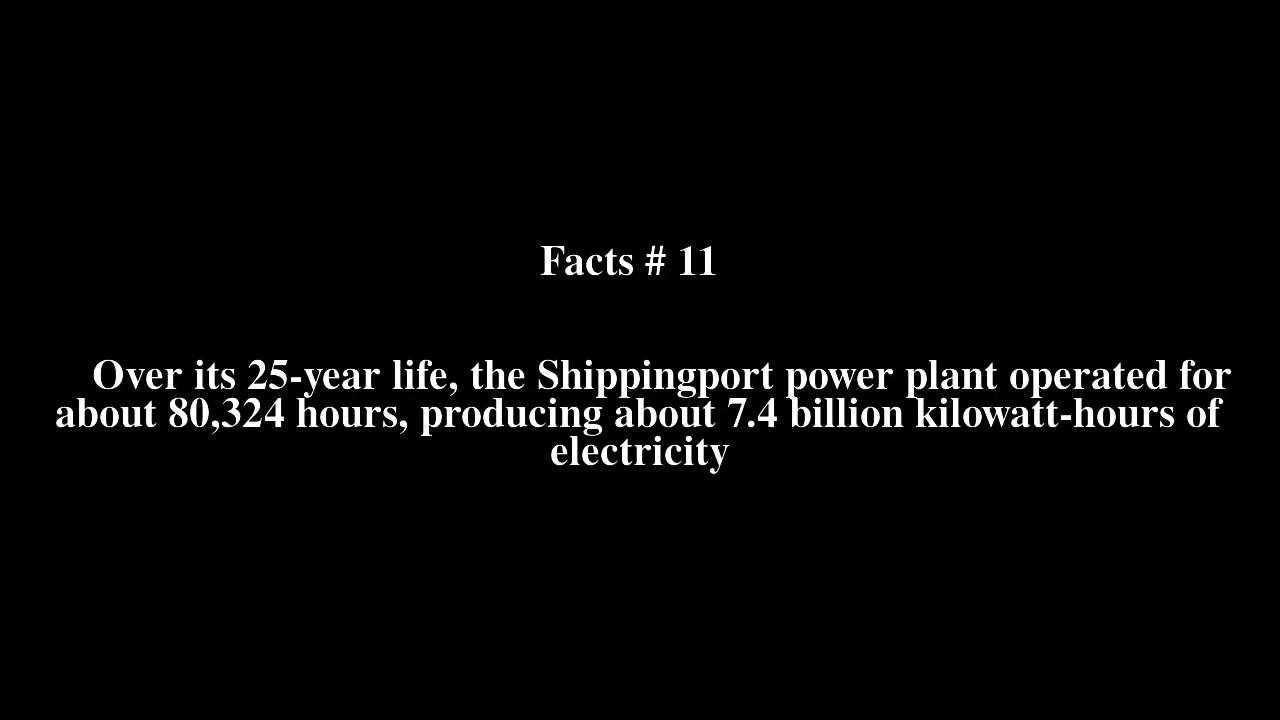 Facts # 11
Over its 25-year life, the Shippingport power plant operated for
about 80,324 hours, producing about 7.4 billion kilowatt-hours of
electricity